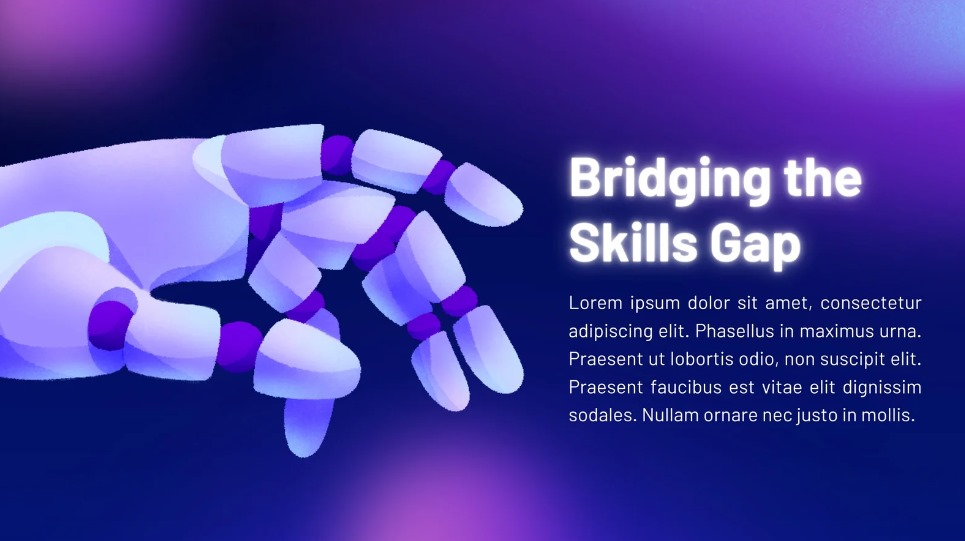 Bridging the
Skills Gap
Lorem ipsum dolor sit amet, consectetur
adipiscing elit. Phasellus in maximus urna.
Praesent ut lobortis odio, non suscipit elit.
Praesent faucibus est vitae elit dignissim
sodales. Nullam ornare nec justo in mollis.